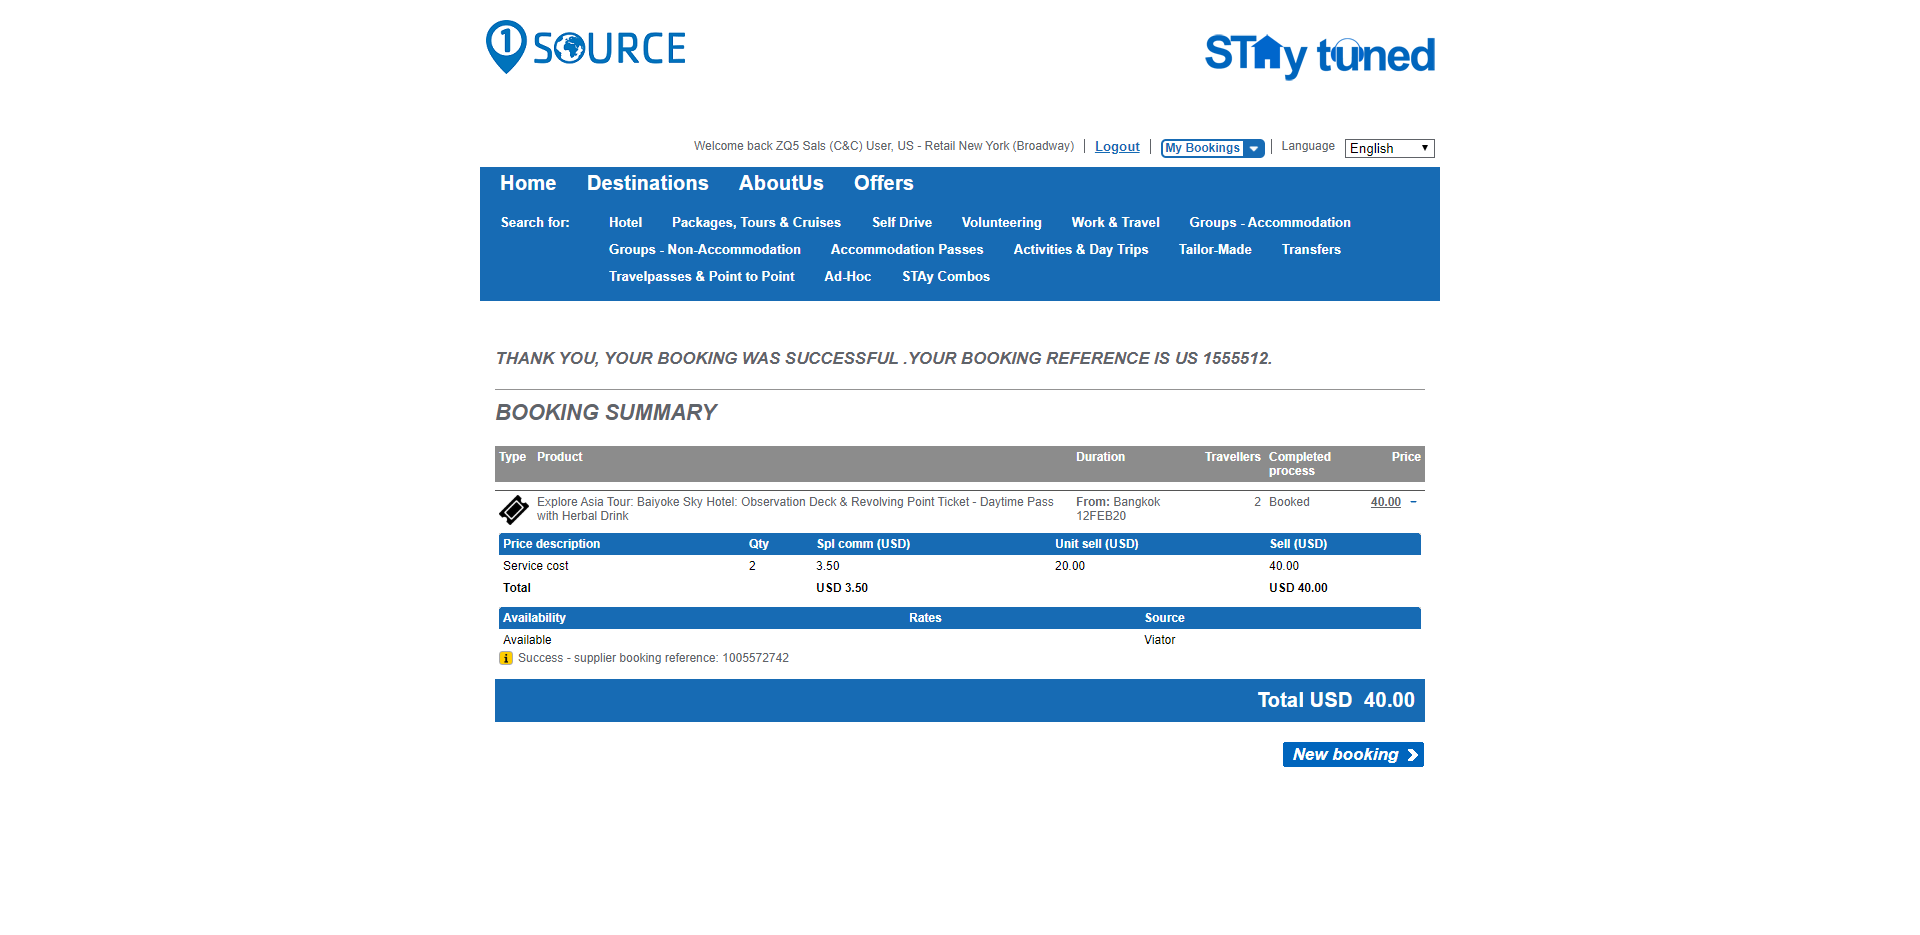 1 SOURCE
STAy tuned
Welcome back ZQ5 Sals (C&C) User, US - Retail New York (Broadway) Logout My Bookings Language English
Home Destinations AboutUs Offers
Search for: Hotel Packages, Tours & Cruises Self Drive Volunteering Work & Travel Groups - Accommodation
Groups - Non-Accommodation Accommodation Passes Activities & Day Trips Tailor-Made Transfers
Travelpasses & Point to Point Ad-Hoc STAy Combos
THANK YOU, YOUR BOOKING WAS SUCCESSFUL .YOUR BOOKING REFERENCE IS US 1555512.
BOOKING SUMMARY
Type Product Duration Travellers Completed process Price
Explore Asia Tour: Baiyoke Sky Hotel: Observation Deck & Revolving Point Ticket - Daytime Pass From: Bangkok 2 Booked 40.00 −
with Herbal Drink 12FEB20
Price description Qty Spl comm (USD) Unit sell (USD) Sell (USD)
Service cost 2 3.50 20.00 40.00
Total USD 3.50 USD 40.00
Availability Rates Source
Available Viator
Success - supplier booking reference: 1005572742
Total USD 40.00
New booking